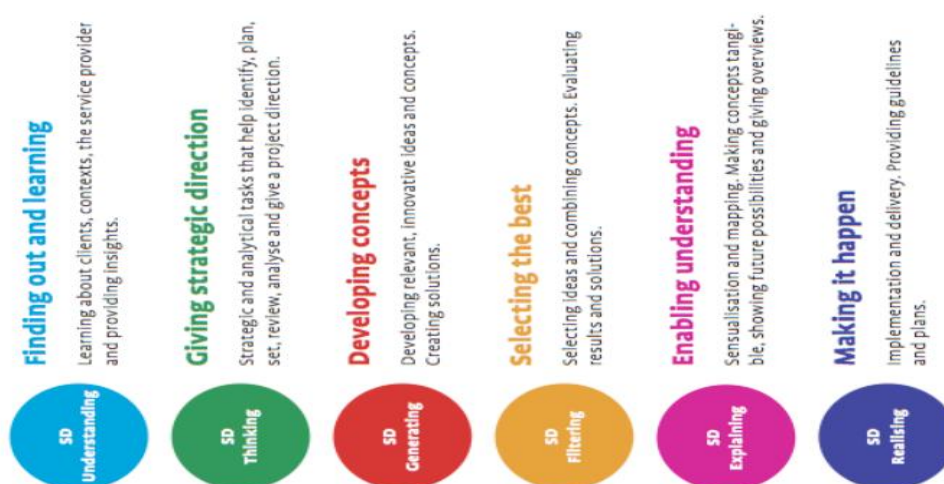 SD
Understanding
Finding out and learning
Learning about clients, contexts, the service provider
and providing insights.
SD
Thinking
Giving strategic direction
Strategic and analytical tasks that help identify, plan,
set, review, analyse and give a project direction.
SD
Generating
Developing concepts
Developing relevant, innovative ideas and concepts.
Creating solutions.
SD
Filtering
Selecting the best
Selecting ideas and combining concepts. Evaluating
results and solutions.
SD
Explaining
Enabling understanding
Sensualisation and mapping. Making concepts tangi-
ble, showing future possibilities and giving overviews.
SD
Realising
Making it happen
Implementation and delivery. Providing guidelines
and plans.